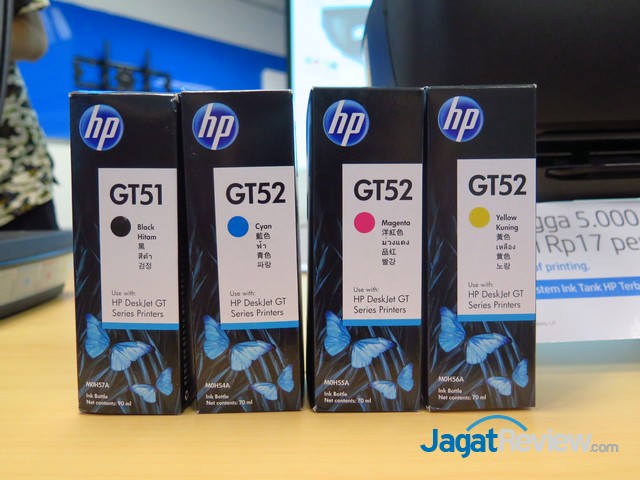 hp
GT51
Black
Hitam
黑
สีดำ
검정
Use with:
HP DeskJet GT
Series Printers
M0H57A
Ink Bottle
Net contents: 90 ml
hp
GT52
Cyan
藍色
ฟ้า
青色
파랑
Use with:
HP DeskJet GT
Series Printers
M0H54A
Ink Bottle
Net contents: 70 ml
hp
GT52
Magenta
洋紅色
ม่วงแดง
品红
빨강
Use with:
HP DeskJet GT
Series Printers
M0H55A
Ink Bottle
Net contents: 70 ml
hp
GT52
Yellow
Kuning
黃色
เหลือง
黄色
노랑
Use with:
HP DeskJet GT
Series Printers
M0H56A
Ink Bottle
Net contents: 70 ml
5.000
Rp17
of printing.
Ink Tank HP
JagatReview.com